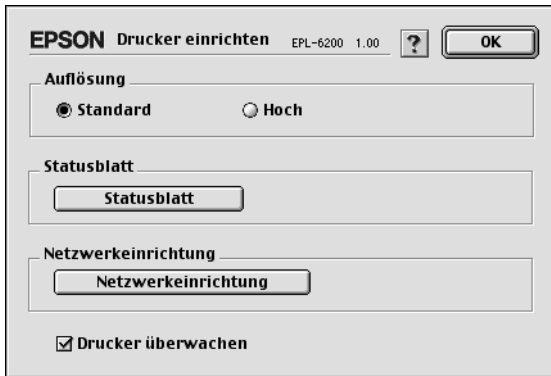 EPSON Drucker einrichten EPL-6200 1.00 ? OK
Auflösung
Standard Hoch
Statusblatt
Statusblatt
Netzwerkeinrichtung
Netzwerkeinrichtung
Drucker überwachen